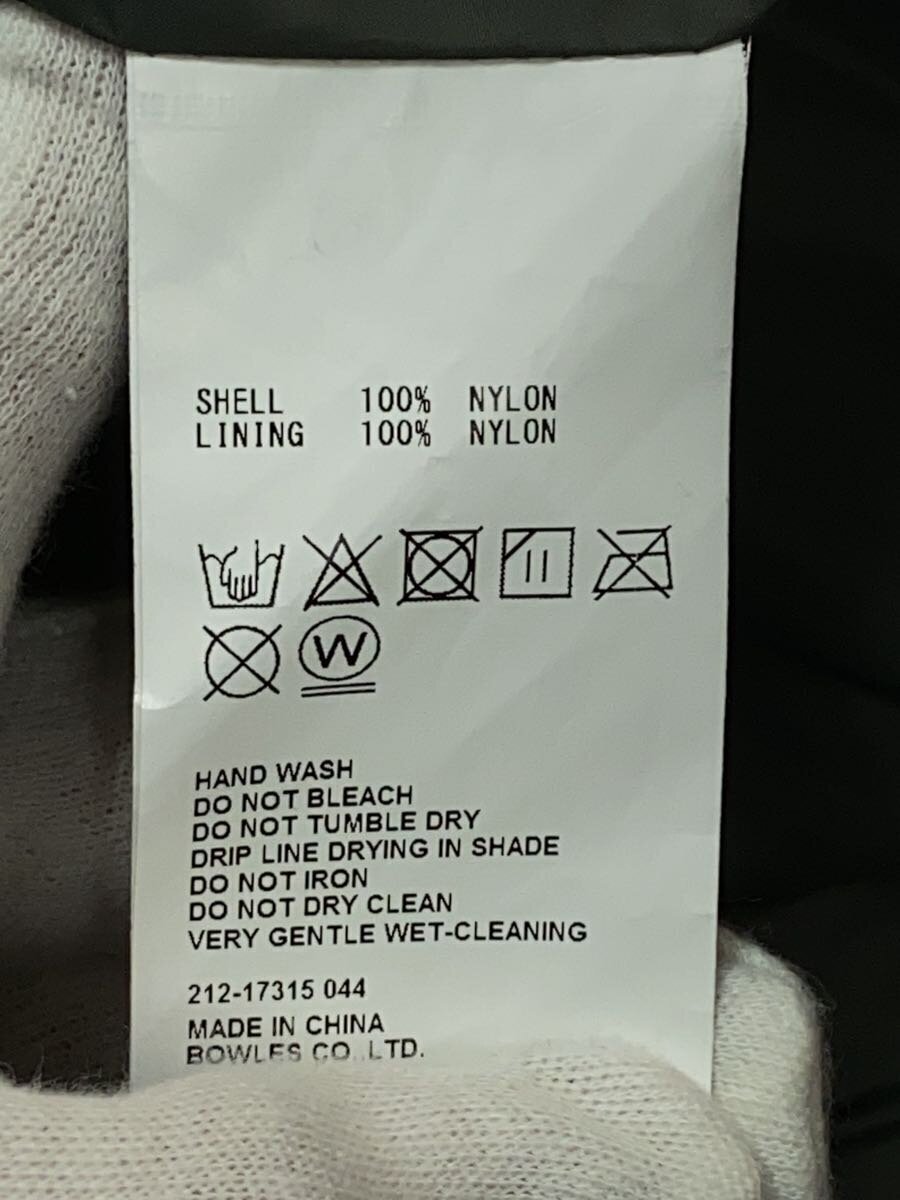 SHELL 100% NYLON
LINING 100% NYLON
W
HAND WASH
DO NOT BLEACH
DO NOT TUMBLE DRY
DRIP LINE DRYING IN SHADE
DO NOT IRON
DO NOT DRY CLEAN
VERY GENTLE WET-CLEANING
212-17315 044
MADE IN CHINA
BOWLES CO.,LTD.